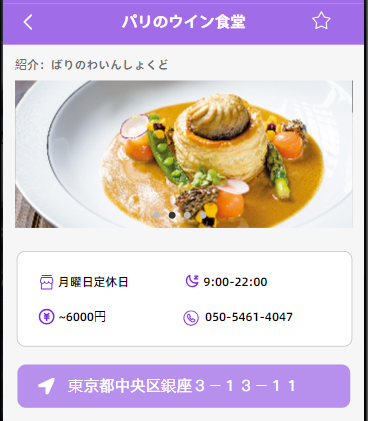 パリのワイン食堂
紹介：ぱりのわいんしょくど
月曜日定休日
9:00-22:00
~6000円
050-5461-4047
東京都中央区銀座３－１３－１１